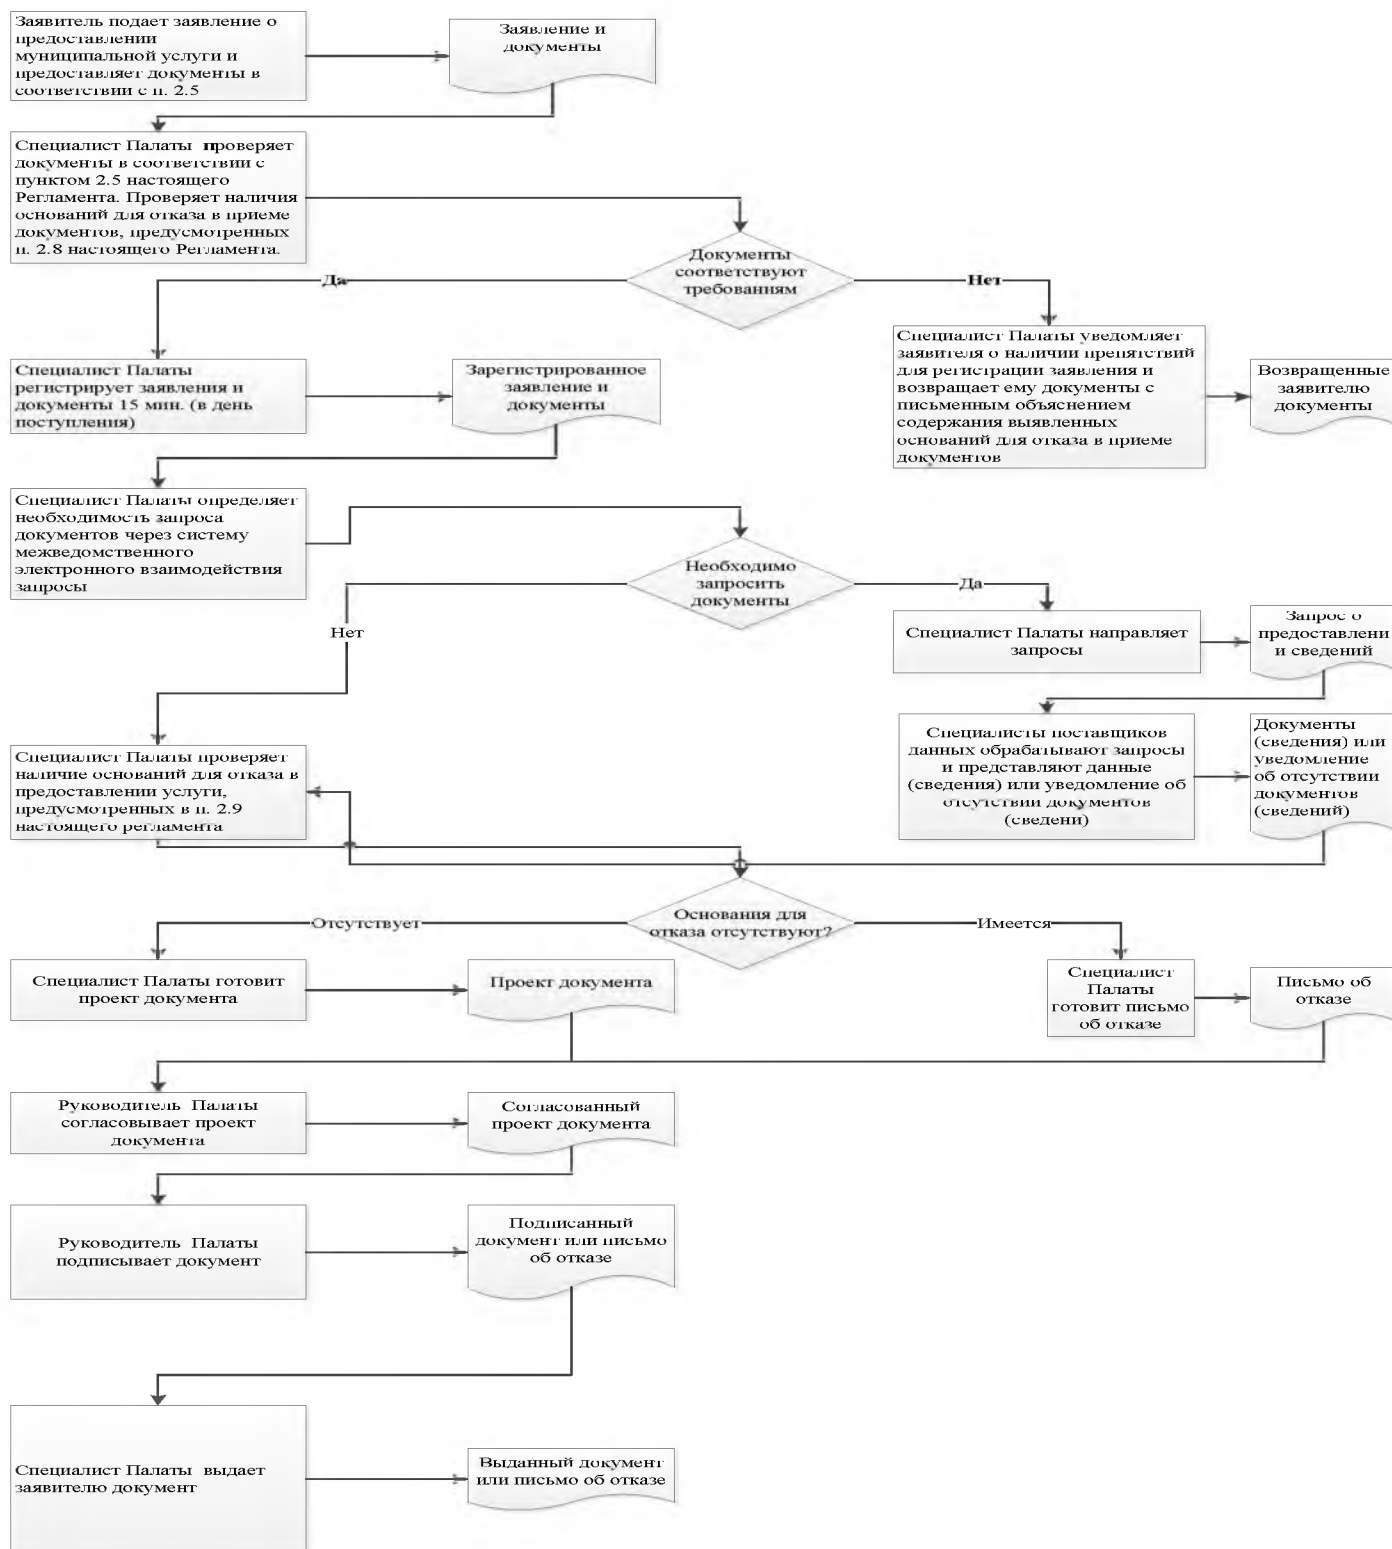 Заявитель подает заявление о
предоставлении
муниципальной услуги и
предоставляет документы в
соответствии с п. 2.5
Заявление и
документы
Специалист Палаты проверяет
документы в соответствии с
пунктом 2.5 настоящего
Регламента. Проверяет наличия
оснований для отказа в приеме
документов, предусмотренных
п. 2.8 настоящего Регламента.
Документы
соответствуют
требованиям
Да
Нет
Специалист Палаты
регистрирует заявления и
документы 15 мин. (в день
поступления)
Зарегистрированное
заявление и
документы
Специалист Палаты уведомляет
заявителя о наличии препятствий
для регистрации заявления и
возвращает ему документы с
письменным объяснением
содержания выявленных
оснований для отказа в приеме
документов
Возвращенные
заявителю
документы
Специалист Палаты определяет
необходимость запроса
документов через систему
межведомственного
электронного взаимодействия
запросы
Необходимо
запросить
документы
Да
Нет
Специалист Палаты направляет
запросы
Запрос о
предоставлени
и сведений
Специалисты поставщиков
данных обрабатывают запросы
и представляют данные
(сведения) или уведомление об
отсутствии документов
(сведени)
Документы
(сведения) или
уведомление
об отсутствии
документов
(сведений)
Специалист Палаты проверяет
наличие оснований для отказа в
предоставлении услуги,
предусмотренных в п. 2.9
настоящего регламента
Основания для
отказа отсутствуют?
Отсутствует
Имеется
Специалист Палаты готовит
проект документа
Проект документа
Специалист
Палаты
готовит письмо
об отказе
Письмо об
отказе
Руководитель Палаты
согласовывает проект
документа
Согласованный
проект документа
Руководитель Палаты
подписывает документ
Подписанный
документ или письмо
об отказе
Специалист Палаты выдает
заявителю документ
Выданный документ
или письмо об отказе